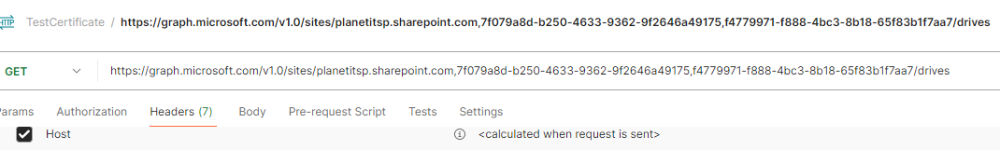 HTTP TestCertificate / https://graph.microsoft.com/v1.0/sites/planetitsp.sharepoint.com,7f079a8d-b250-4633-9362-9f2646a49175,f4779971-f888-4bc3-8b18-65f83b1f7aa7/drives
GET https://graph.microsoft.com/v1.0/sites/planetitsp.sharepoint.com,7f079a8d-b250-4633-9362-9f2646a49175,f4779971-f888-4bc3-8b18-65f83b1f7aa7/drives
arams Authorization Headers (7) Body Pre-request Script Tests Settings
Host <calculated when request is sent>